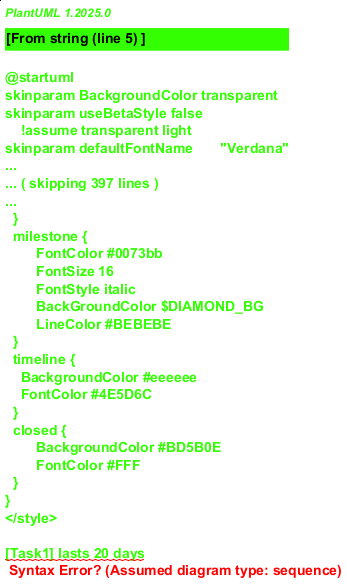 PlantUML 1.2025.0
[From string (line 5) ]
@startuml
skinparam BackgroundColor transparent
skinparam useBetaStyle false
!assume transparent light
skinparam defaultFontName "Verdana"
...
... ( skipping 397 lines )
...
}
milestone {
FontColor #0073bb
FontSize 16
FontStyle italic
BackGroundColor $DIAMOND_BG
LineColor #BEBEBE
}
timeline {
BackgroundColor #eeeeee
FontColor #4E5D6C
}
closed {
BackgroundColor #BD5B0E
FontColor #FFF
}
}
</style>
[Task1] lasts 20 days
Syntax Error? (Assumed diagram type: sequence)